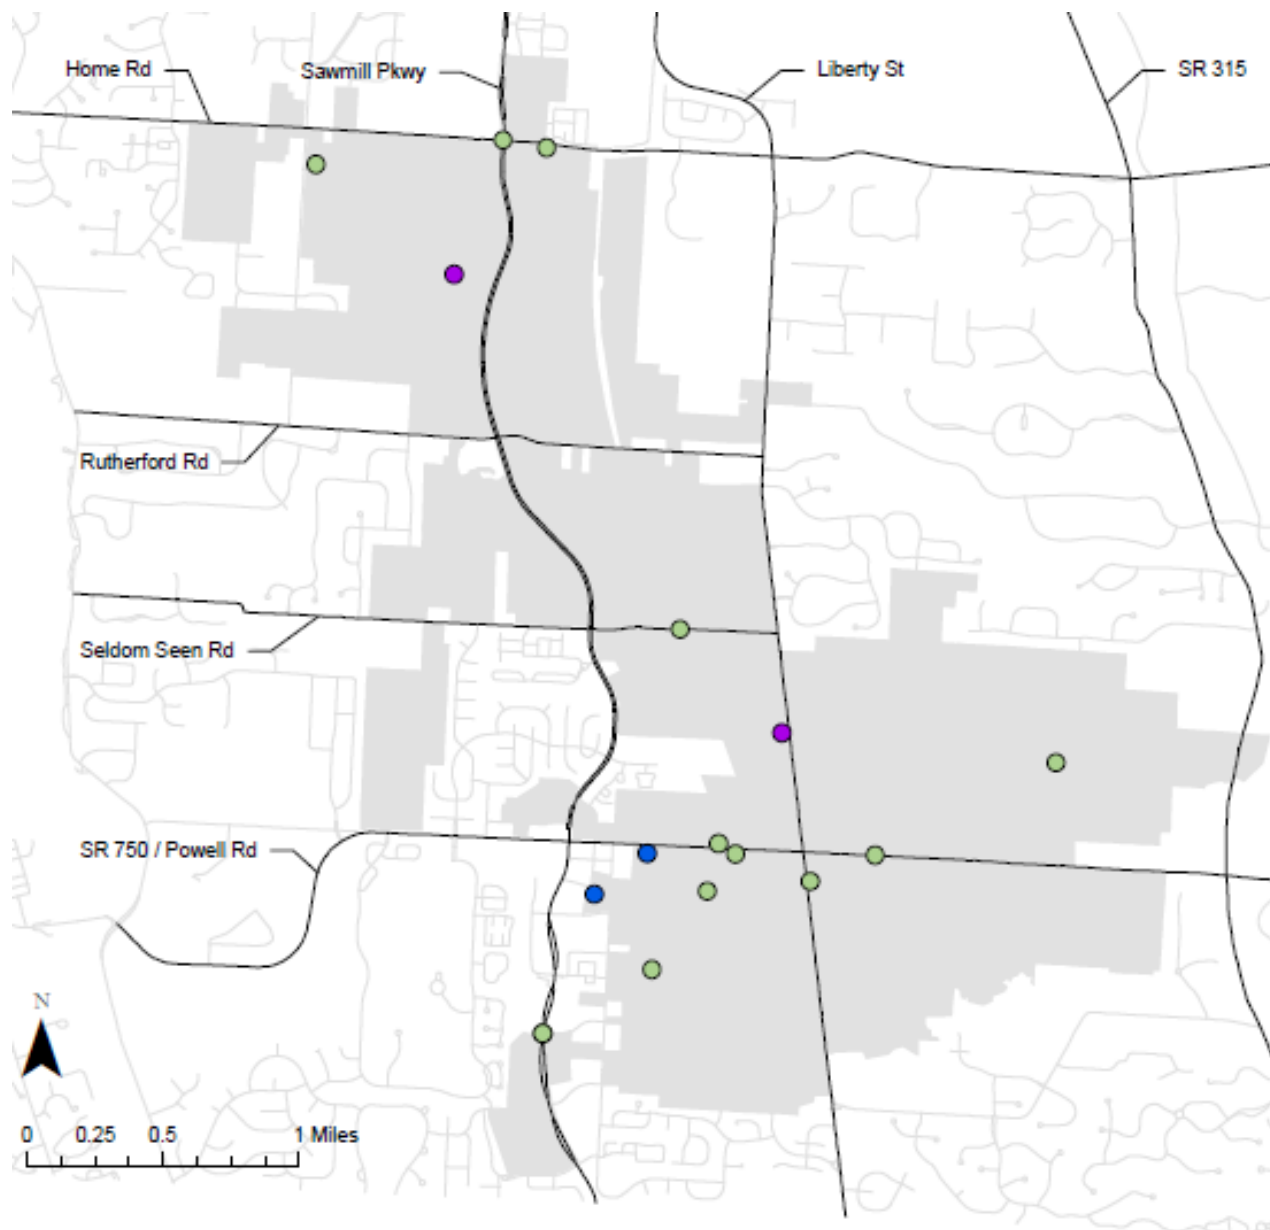 Home Rd
Sawmill Pkwy
Liberty St
SR 315
Rutherford Rd
Seldom Seen Rd
SR 750 / Powell Rd
N
0 0.25 0.5 1 Miles